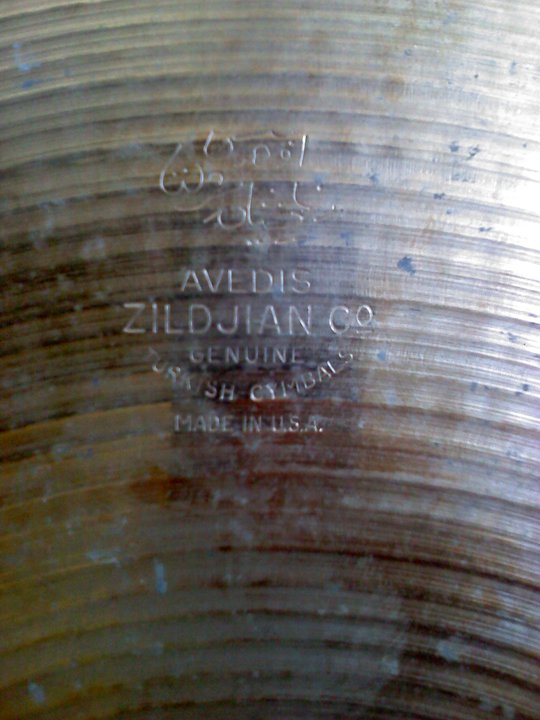 AVEDIS
ZILDJIAN CO
GENUINE
TURKISH CYMBALS
MADE IN U.S.A.